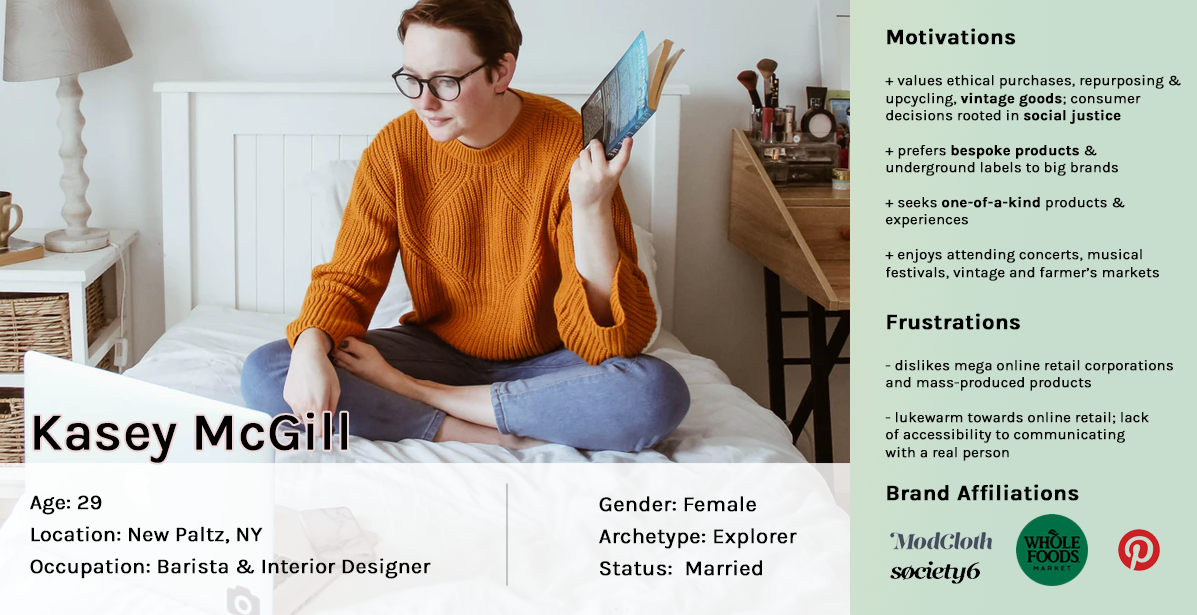 Kasey McGill
Age: 29
Location: New Paltz, NY
Occupation: Barista & Interior Designer
Gender: Female
Archetype: Explorer
Status: Married
Motivations
+ values ethical purchases, repurposing &
upcycling, vintage goods; consumer
decisions rooted in social justice
+ prefers bespoke products &
underground labels to big brands
+ seeks one-of-a-kind products &
experiences
+ enjoys attending concerts, musical
festivals, vintage and farmer’s markets
Frustrations
- dislikes mega online retail corporations
and mass-produced products
- lukewarm towards online retail; lack
of accessibility to communicating
with a real person
Brand Affiliations
ModCloth
society6
WHOLE
FOODS
MARKET